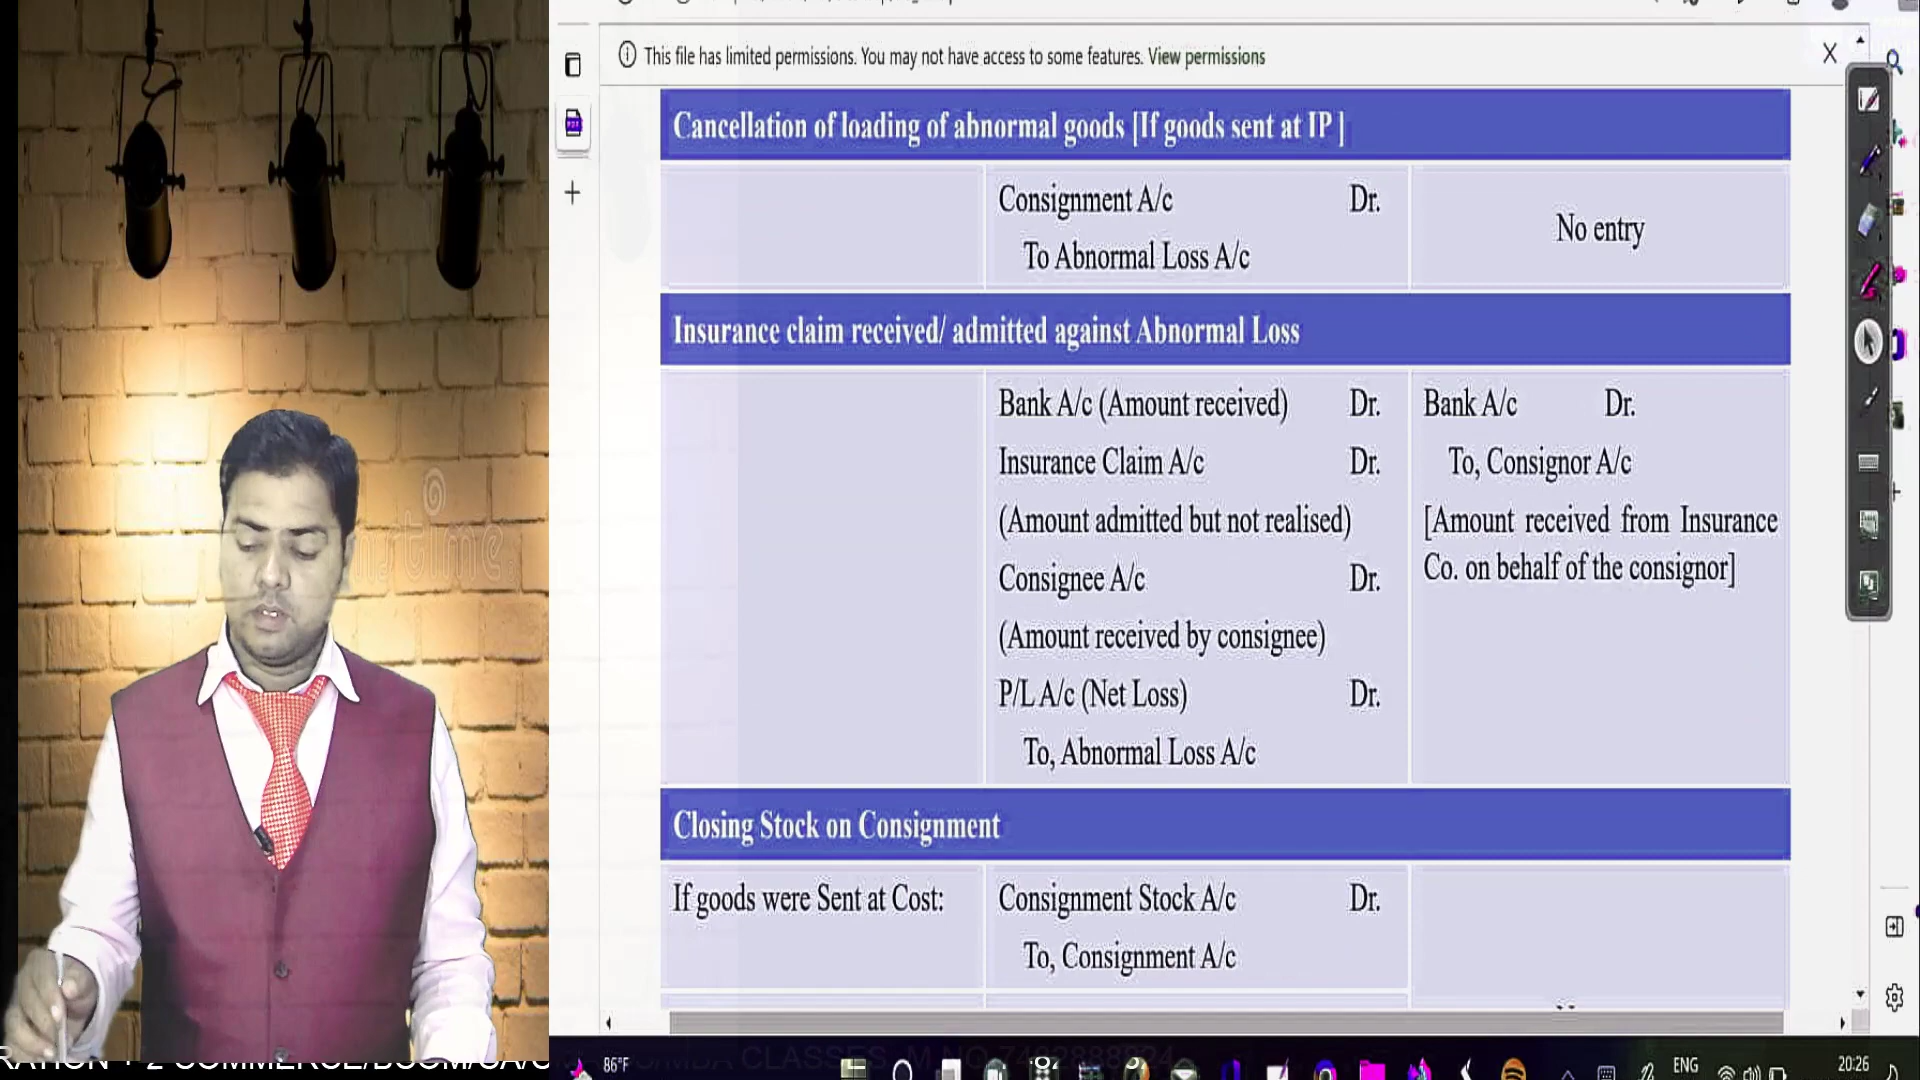 This file has limited permissions. You may not have access to some features. View permissions
Cancellation of loading of abnormal goods [If goods sent at IP ]
Consignment A/c Dr.
To Abnormal Loss A/c
No entry
Insurance claim received/ admitted against Abnormal Loss
Bank A/c (Amount received) Dr.
Insurance Claim A/c Dr.
(Amount admitted but not realised)
Consignee A/c Dr.
(Amount received by consignee)
P/L A/c (Net Loss) Dr.
To, Abnormal Loss A/c
Bank A/c Dr.
To, Consignor A/c
[Amount received from Insurance
Co. on behalf of the consignor]
Closing Stock on Consignment
If goods were Sent at Cost:
Consignment Stock A/c Dr.
To, Consignment A/c
86°F
CLASSES
ENG
20:26